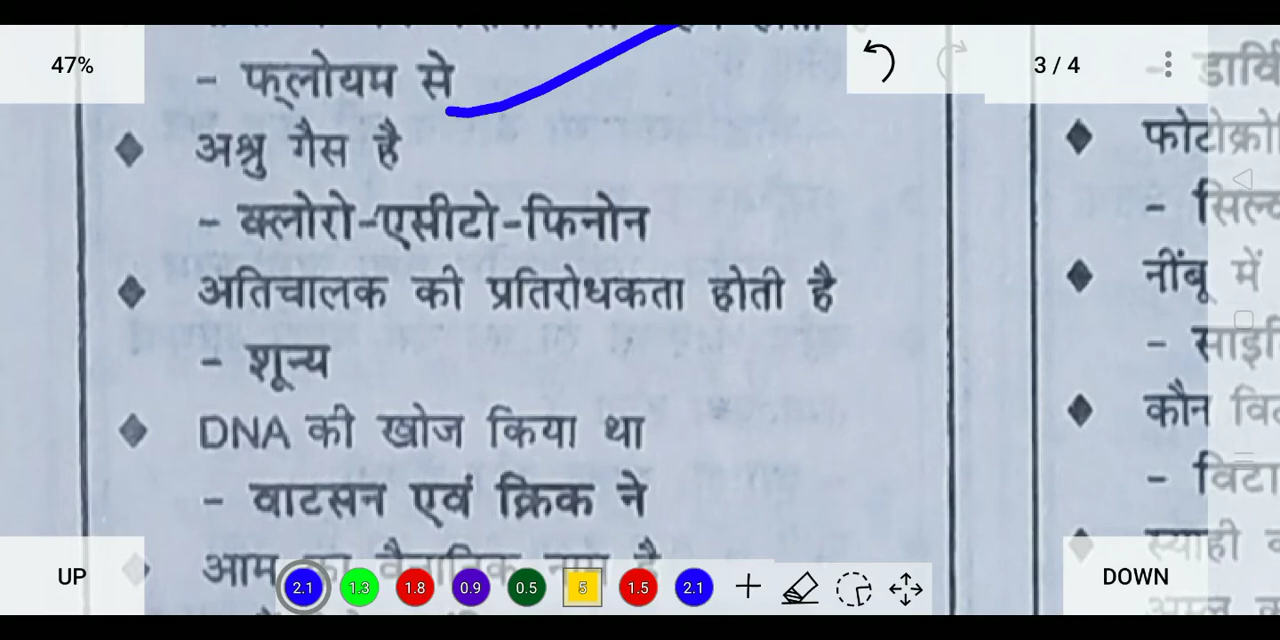 47%
3 / 4
- फ्लोयम से
अश्रु गैस है
- क्लोरो-एसीटो-फिनोन
अतिचालक की प्रतिरोधकता होती है
- शून्य
DNA की खोज किया था
- वाटसन एवं क्रिक ने
आम का वैज्ञानिक नाम है
- डार्वि
फोटोक्रो
- सिल्व
नींबू में
- साइ
कौन वि
- विटा
स्याही
UP
2.1
1.3
1.8
0.9
0.5
5
1.5
2.1
DOWN